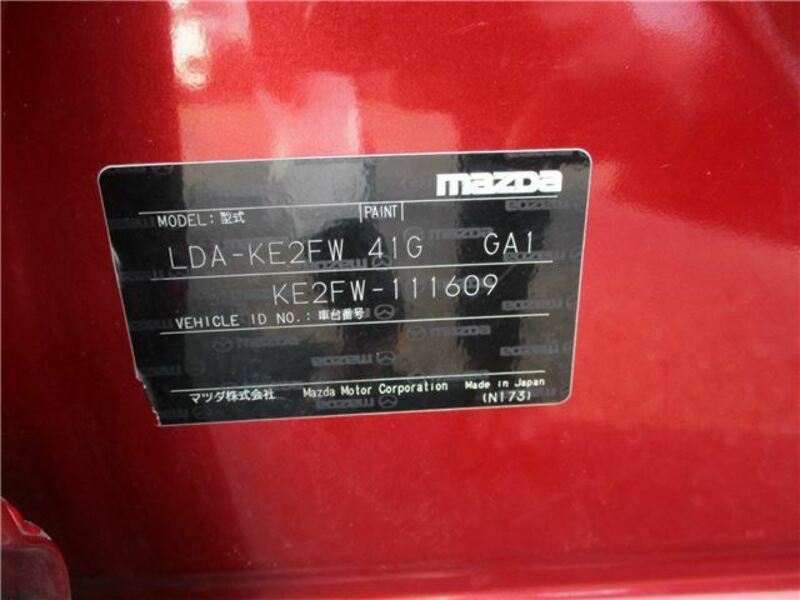 mazda
MODEL: 型式 PAINT
LDA-KE2FW 41G GA1
KE2FW-111609
VEHICLE ID NO.: 車台番号
マツダ株式会社 Mazda Motor Corporation Made in Japan
(N173)